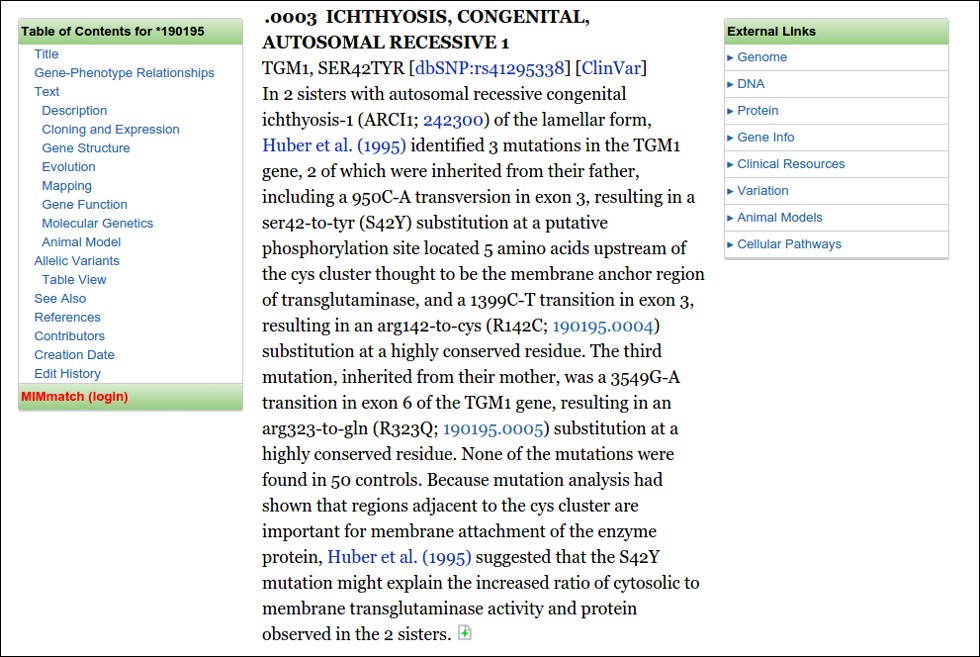 Table of Contents for *190195
Title
Gene-Phenotype Relationships
Text
Description
Cloning and Expression
Gene Structure
Evolution
Mapping
Gene Function
Molecular Genetics
Animal Model
Allelic Variants
Table View
See Also
References
Contributors
Creation Date
Edit History
MIMmatch (login)
.0003 ICHTHYOSIS, CONGENITAL,
AUTOSOMAL RECESSIVE 1
TGM1, SER42TYR [dbSNP:rs41295338] [ClinVar]
In 2 sisters with autosomal recessive congenital
ichthyosis-1 (ARCI1; 242300) of the lamellar form,
Huber et al. (1995) identified 3 mutations in the TGM1
gene, 2 of which were inherited from their father,
including a 950C-A transversion in exon 3, resulting in a
ser42-to-tyr (S42Y) substitution at a putative
phosphorylation site located 5 amino acids upstream of
the cys cluster thought to be the membrane anchor region
of transglutaminase, and a 1399C-T transition in exon 3,
resulting in an arg142-to-cys (R142C; 190195.0004)
substitution at a highly conserved residue. The third
mutation, inherited from their mother, was a 3549G-A
transition in exon 6 of the TGM1 gene, resulting in an
arg323-to-gln (R323Q; 190195.0005) substitution at a
highly conserved residue. None of the mutations were
found in 50 controls. Because mutation analysis had
shown that regions adjacent to the cys cluster are
important for membrane attachment of the enzyme
protein, Huber et al. (1995) suggested that the S42Y
mutation might explain the increased ratio of cytosolic to
membrane transglutaminase activity and protein
observed in the 2 sisters.
External Links
Genome
DNA
Protein
Gene Info
Clinical Resources
Variation
Animal Models
Cellular Pathways